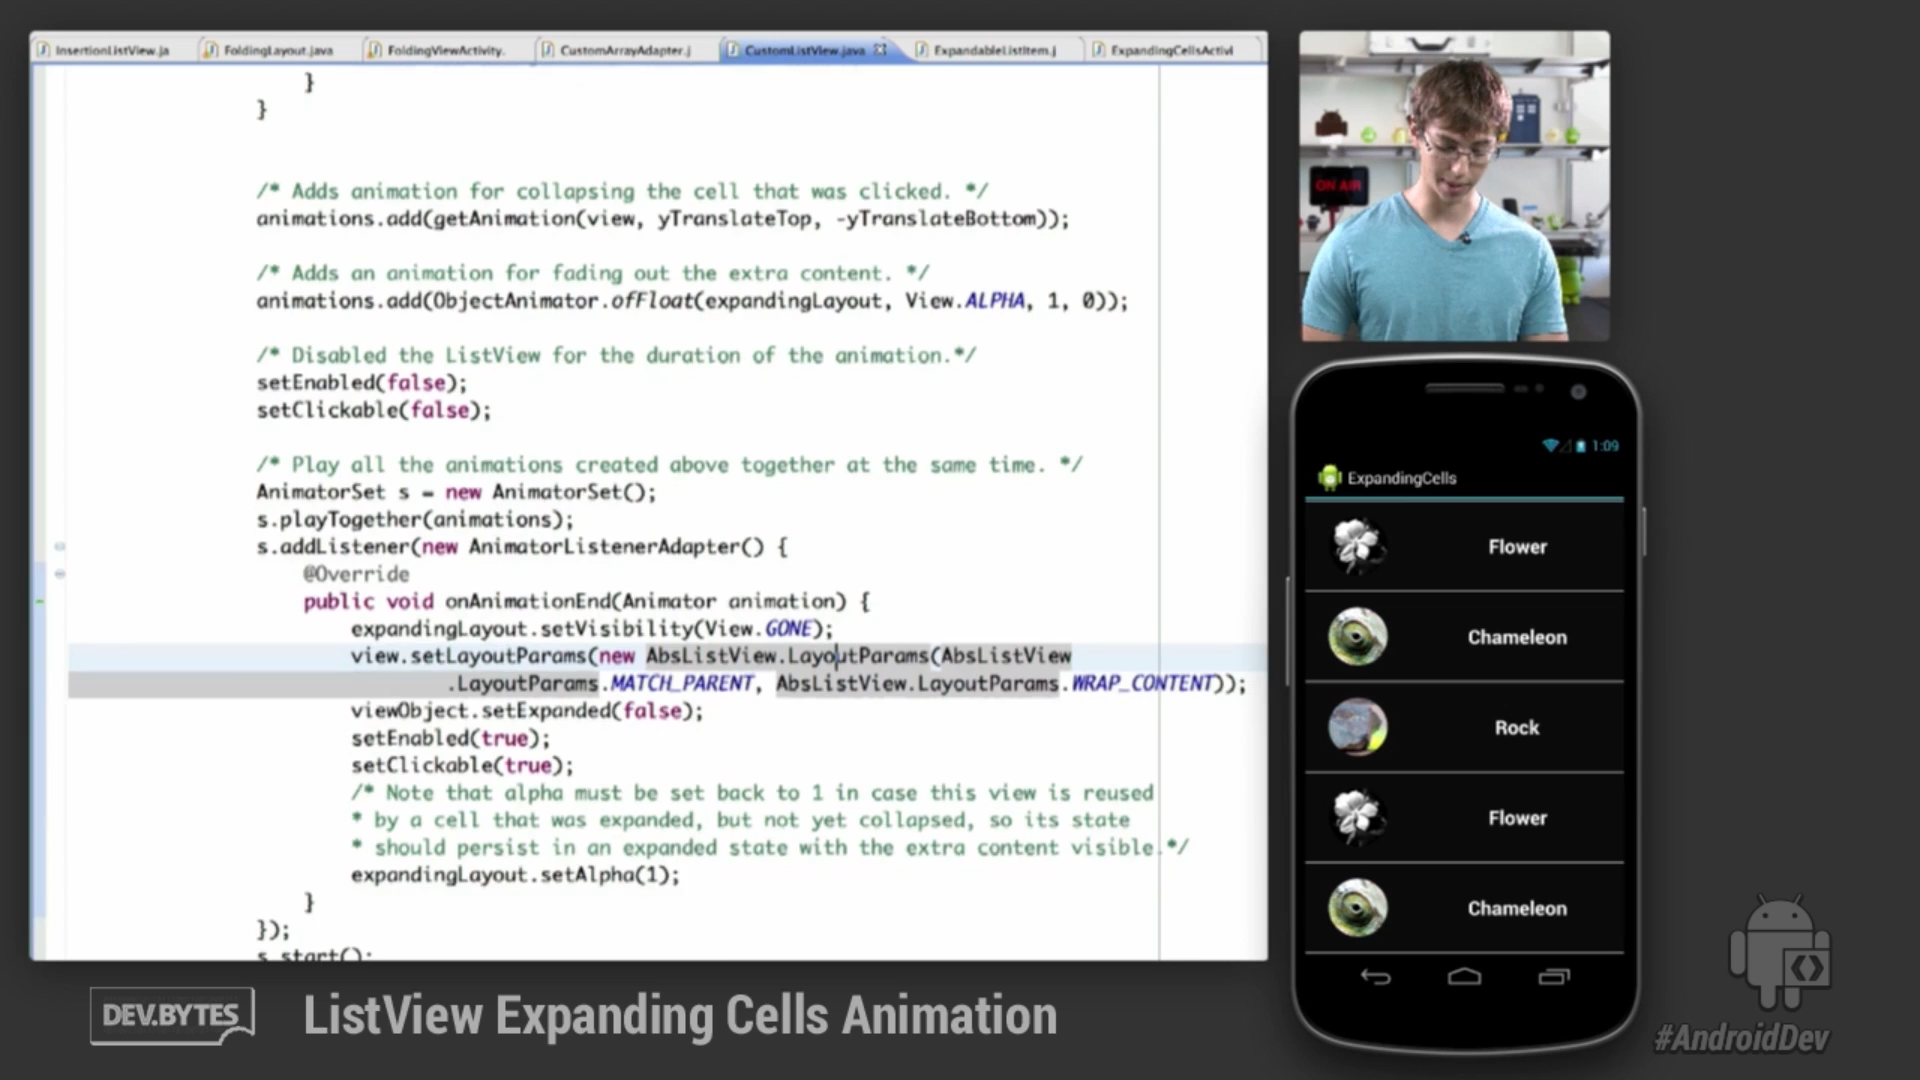 InsertionListView.ja
FoldingLayout.java
FoldingViewActivity.
CustomArrayAdapter.j
CustomListView.java
ExpandableListItem.j
ExpandingCellsActivi
}
}
/* Adds animation for collapsing the cell that was clicked. */
animations.add(getAnimation(view, yTranslateTop, -yTranslateBottom));
/* Adds an animation for fading out the extra content. */
animations.add(ObjectAnimator.ofFloat(expandingLayout, View.ALPHA, 1, 0));
/* Disabled the ListView for the duration of the animation.*/
setEnabled(false);
setClickable(false);
/* Play all the animations created above together at the same time. */
AnimatorSet s = new AnimatorSet();
s.playTogether(animations);
s.addListener(new AnimatorListenerAdapter() {
@Override
public void onAnimationEnd(Animator animation) {
expandingLayout.setVisibility(View.GONE);
view.setLayoutParams(new AbsListView.LayoutParams(AbsListView
.LayoutParams.MATCH_PARENT, AbsListView.LayoutParams.WRAP_CONTENT));
viewObject.setExpanded(false);
setEnabled(true);
setClickable(true);
/* Note that alpha must be set back to 1 in case this view is reused
* by a cell that was expanded, but not yet collapsed, so its state
* should persist in an expanded state with the extra content visible.*/
expandingLayout.setAlpha(1);
}
});
s.start();
ON AIR
1:09
ExpandingCells
Flower
Chameleon
Rock
Flower
Chameleon
DEV.BYTES
ListView Expanding Cells Animation
#AndroidDev